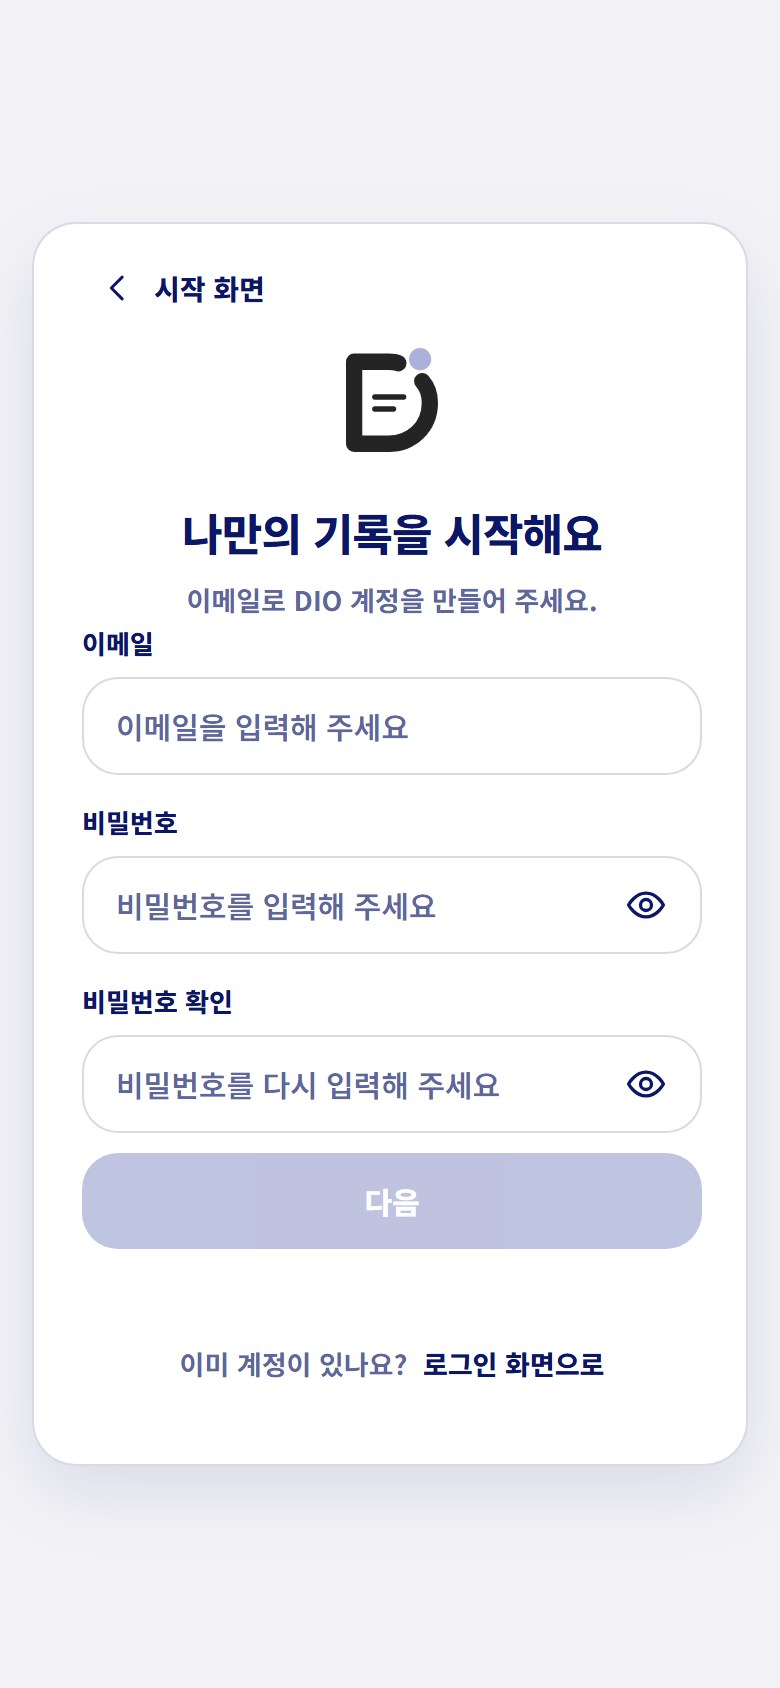 시작 화면
나만의 기록을 시작해요
이메일로 DIO 계정을 만들어 주세요.
이메일
이메일을 입력해 주세요
비밀번호
비밀번호를 입력해 주세요
비밀번호 확인
비밀번호를 다시 입력해 주세요
다음
이미 계정이 있나요? 로그인 화면으로